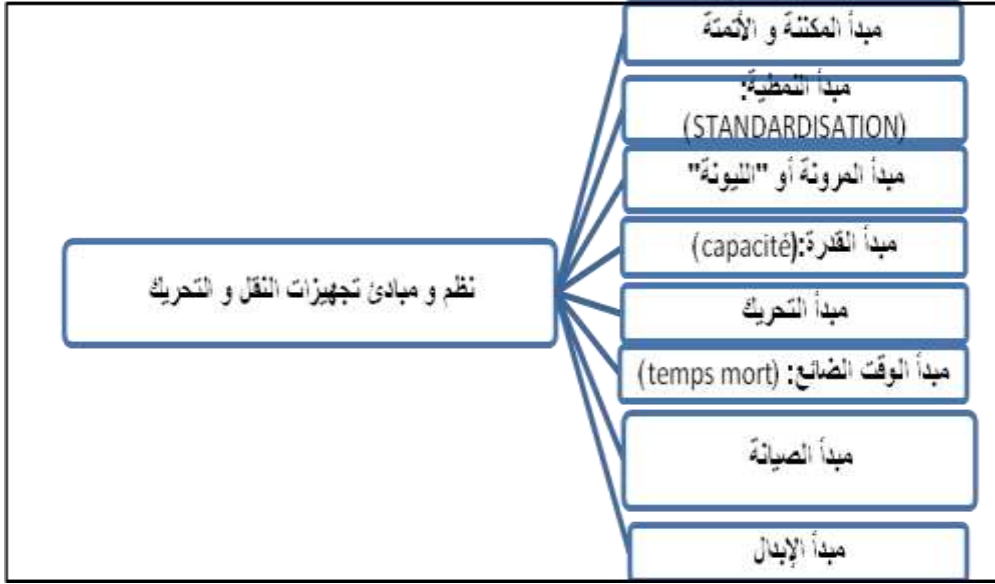 نظم و مبادئ تجهيزات النقل و التحريك
مبدأ المكننة و الأتمتة
مبدأ النمطية:
(STANDARDISATION)
مبدأ المرونة أو "الليونة"
مبدأ القدرة:(capacité)
مبدأ التحريك
مبدأ الوقت الضائع: (temps mort)
مبدأ الصيانة
مبدأ الإبدال